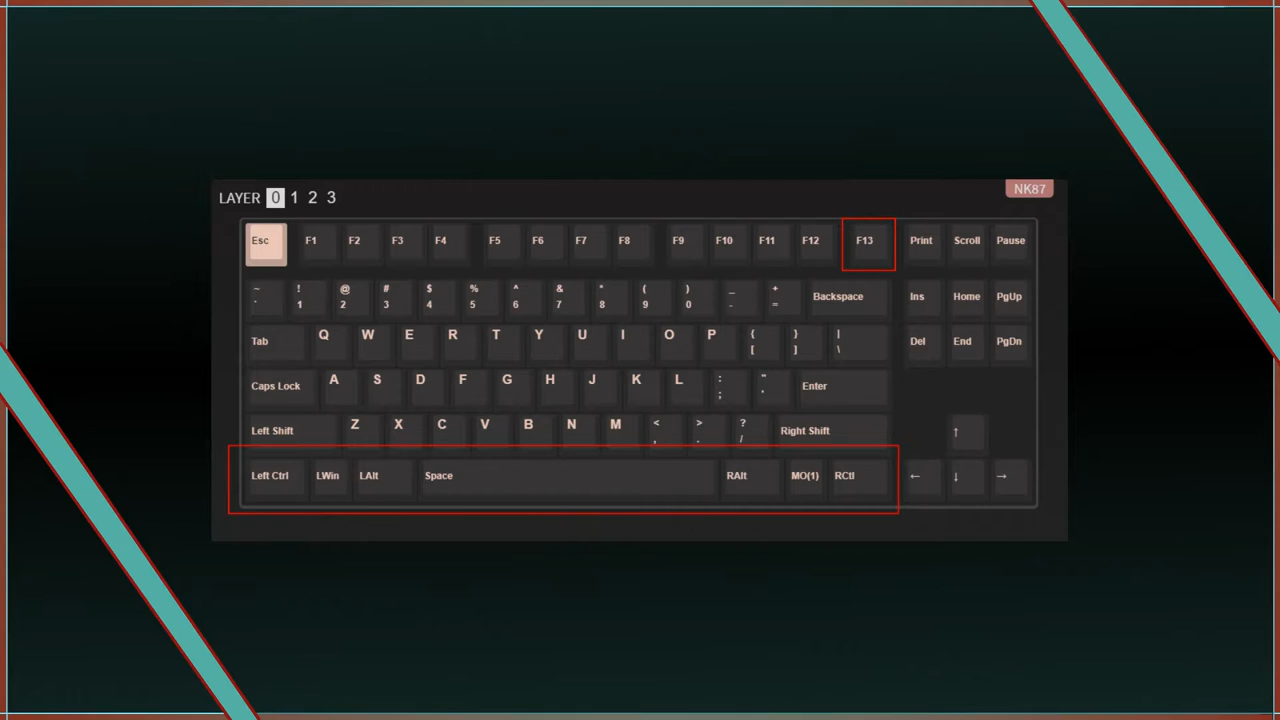 LAYER 0 1 2 3
NK87
Esc F1 F2 F3 F4 F5 F6 F7 F8 F9 F10 F11 F12 F13 Print Scroll Pause
~ ! @ # $ % ^ & * ( ) _ +
` 1 2 3 4 5 6 7 8 9 0 - = Backspace Ins Home PgUp
Tab Q W E R T Y U I O P { } | Del End PgDn
[ ] \
Caps Lock A S D F G H J K L : " Enter
; '
Left Shift Z X C V B N M < > ? Right Shift ↑
, . /
Left Ctrl LWin LAlt Space RAlt MO(1) RCtl ← ↓ →